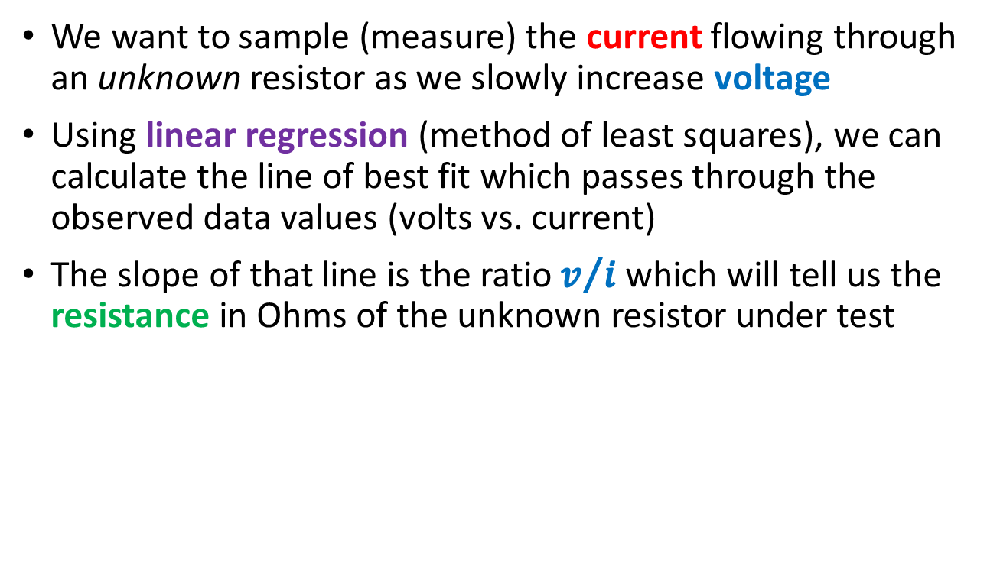 • We want to sample (measure) the current flowing through
an unknown resistor as we slowly increase voltage
• Using linear regression (method of least squares), we can
calculate the line of best fit which passes through the
observed data values (volts vs. current)
• The slope of that line is the ratio v/i which will tell us the
resistance in Ohms of the unknown resistor under test